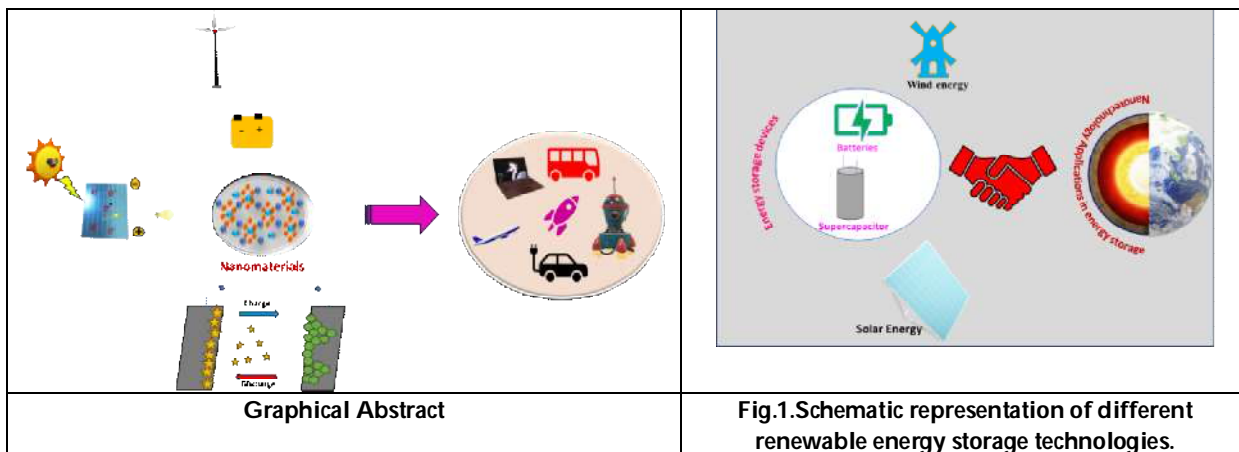 Nanomaterials
Charge
Discharge
Graphical Abstract
Wind energy
Energy storage devices
Batteries
Supercapacitor
Nanotechnology Applications in energy storage
Solar Energy
Fig.1.Schematic representation of different
renewable energy storage technologies.